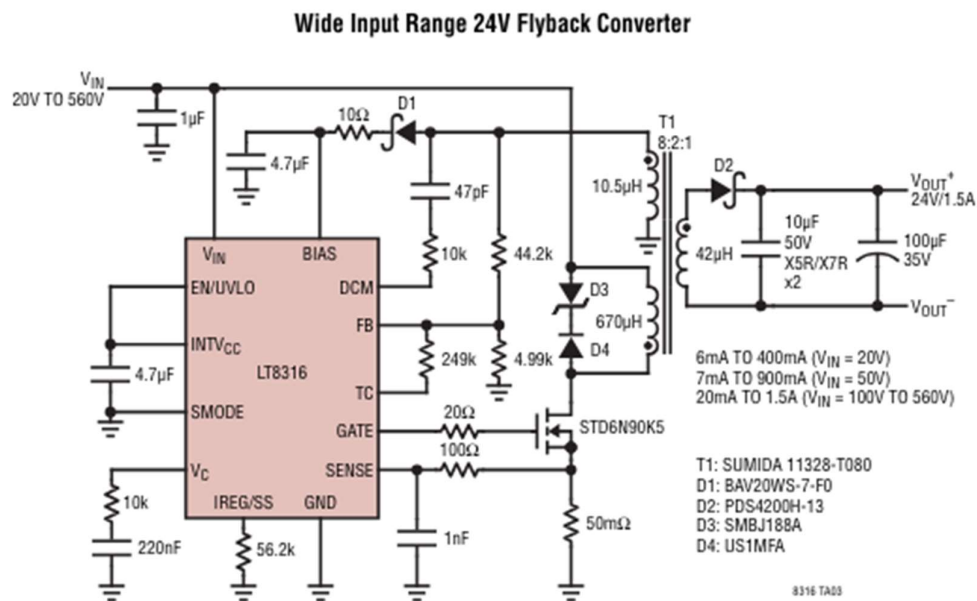 Wide Input Range 24V Flyback Converter
VIN
20V TO 560V
1µF
4.7µF
10Ω
D1
47pF
10k
44.2k
T1
8:2:1
10.5µH
D2
VOUT+
24V/1.5A
42µH
10µF
50V
X5R/X7R
x2
100µF
35V
VOUT–
VIN
BIAS
EN/UVLO
DCM
INTVCC
FB
LT8316
4.7µF
SMODE
TC
GATE
VC
SENSE
IREG/SS
GND
249k
4.99k
D3
670µH
D4
20Ω
STD6N90K5
100Ω
10k
220nF
56.2k
1nF
50mΩ
6mA TO 400mA (VIN = 20V)
7mA TO 900mA (VIN = 50V)
20mA TO 1.5A (VIN = 100V TO 560V)
T1: SUMIDA 11328-T080
D1: BAV20WS-7-F0
D2: PDS4200H-13
D3: SMBJ188A
D4: US1MFA
8316 TA03